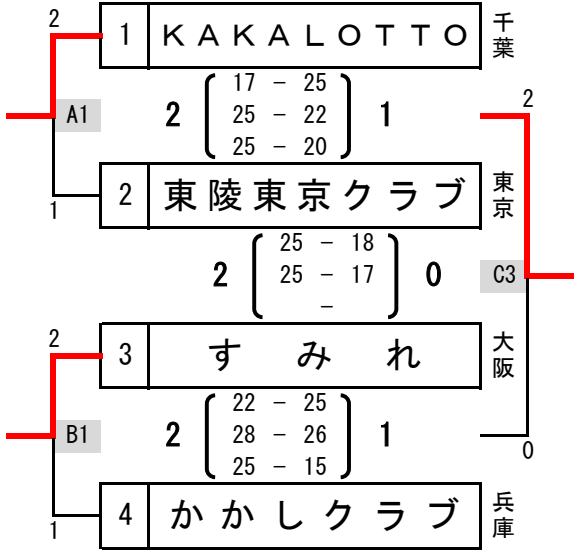 2
1 KAKALOTTO 千葉
17 － 25
A1 2 25 － 22 1 2
25 － 20
1 2 東陵東京クラブ 東京
25 － 18
2 25 － 17 0 C3
－
2
3 すみれ 大阪
22 － 25
B1 2 28 － 26 1
25 － 15 0
1 4 かかしクラブ 兵庫